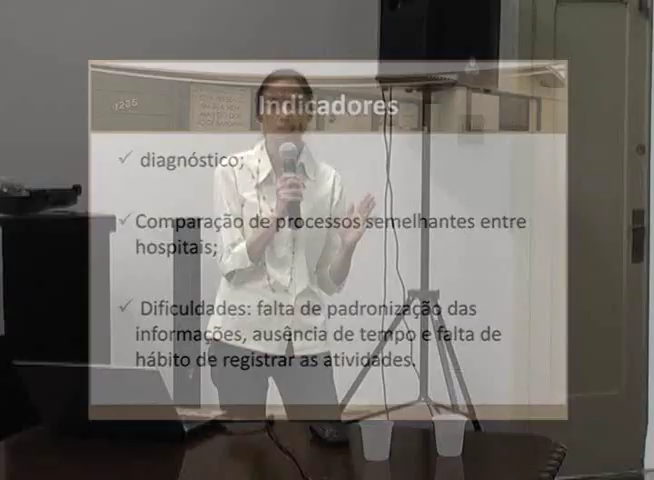 Indicadores
1236
✓ diagnóstico;
✓ Comparação de processos semelhantes entre
hospitais;
✓ Dificuldades: falta de padronização das
informações, ausência de tempo e falta de
hábito de registrar as atividades.